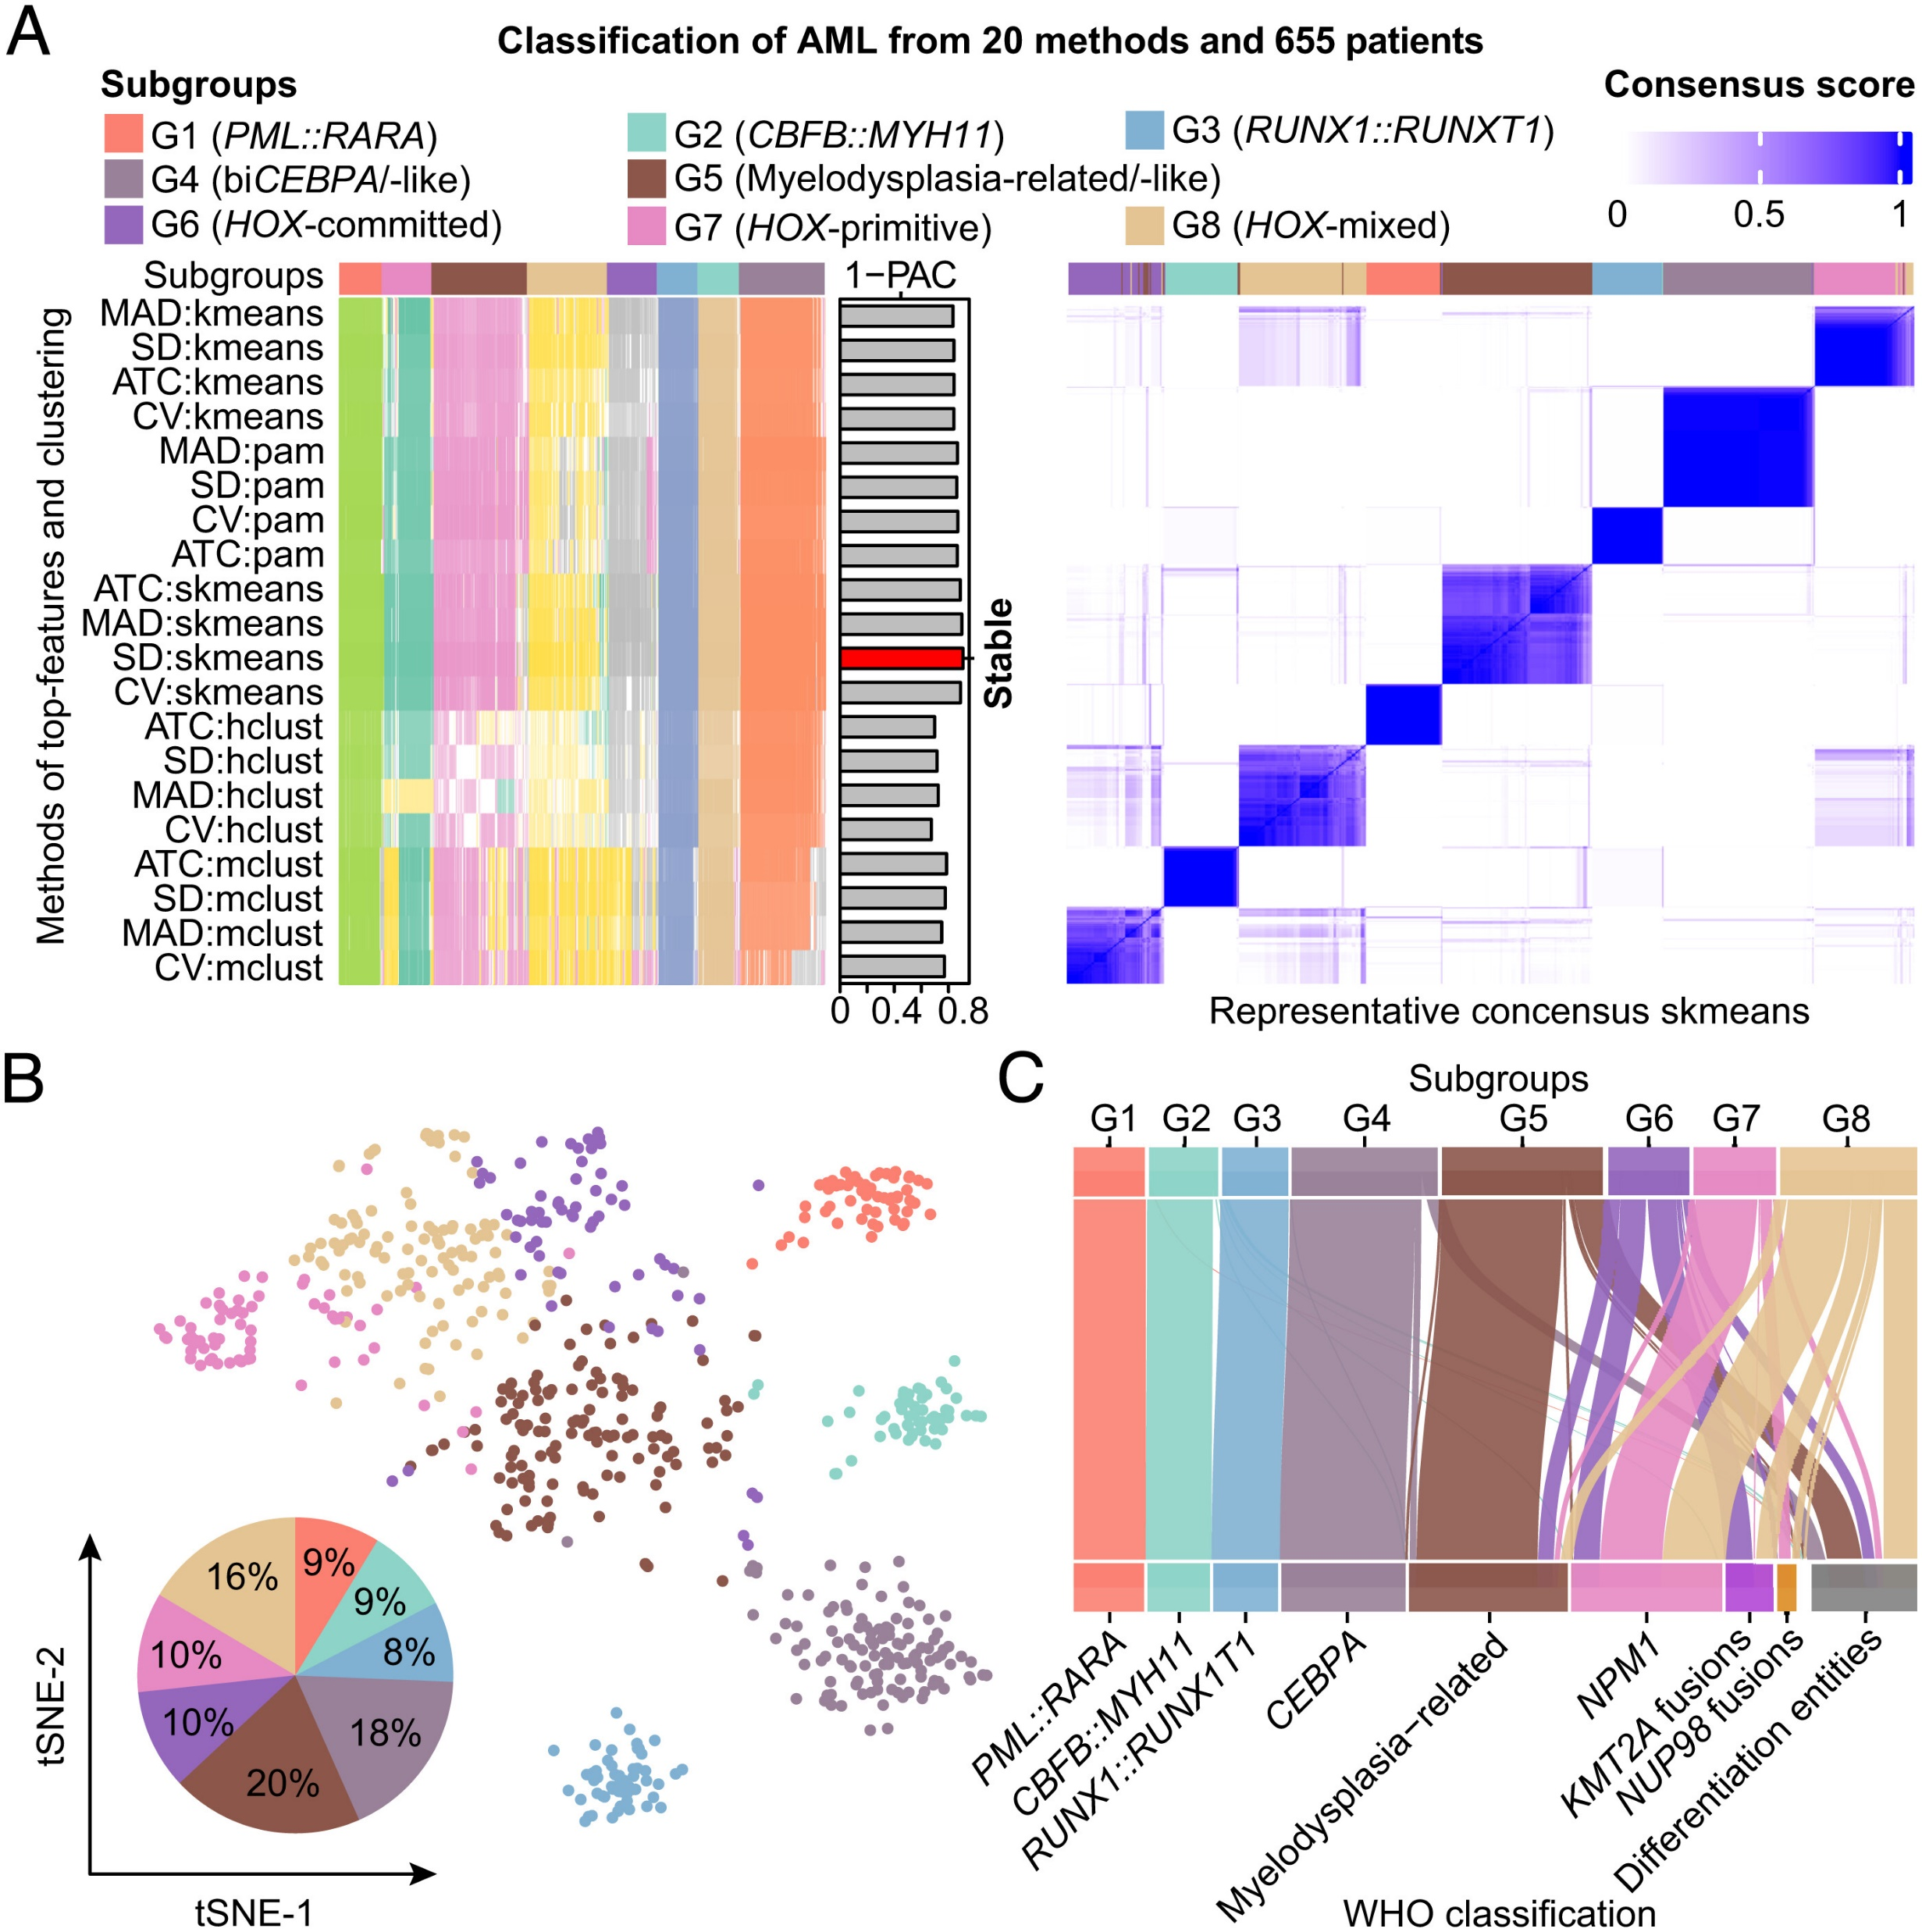 A
Classification of AML from 20 methods and 655 patients
Subgroups
G1 (PML::RARA)
G2 (CBFB::MYH11)
G3 (RUNX1::RUNXT1)
G4 (biCEBPA/-like)
G5 (Myelodysplasia-related/-like)
G6 (HOX-committed)
G7 (HOX-primitive)
G8 (HOX-mixed)
Consensus score
0 0.5 1
Subgroups
1−PAC
Methods of top-features and clustering
MAD:kmeans
SD:kmeans
ATC:kmeans
CV:kmeans
MAD:pam
SD:pam
CV:pam
ATC:pam
ATC:skmeans
MAD:skmeans
SD:skmeans
CV:skmeans
ATC:hclust
SD:hclust
MAD:hclust
CV:hclust
ATC:mclust
SD:mclust
MAD:mclust
CV:mclust
Stable
0 0.4 0.8
Representative concensus skmeans
B
16%
9%
9%
8%
18%
20%
10%
10%
tSNE-2
tSNE-1
C
Subgroups
G1 G2 G3 G4 G5 G6 G7 G8
PML::RARA
CBFB::MYH11
RUNX1::RUNX1T1
CEBPA
Myelodysplasia−related
NPM1
KMT2A fusions
NUP98 fusions
Differentiation entities
WHO classification